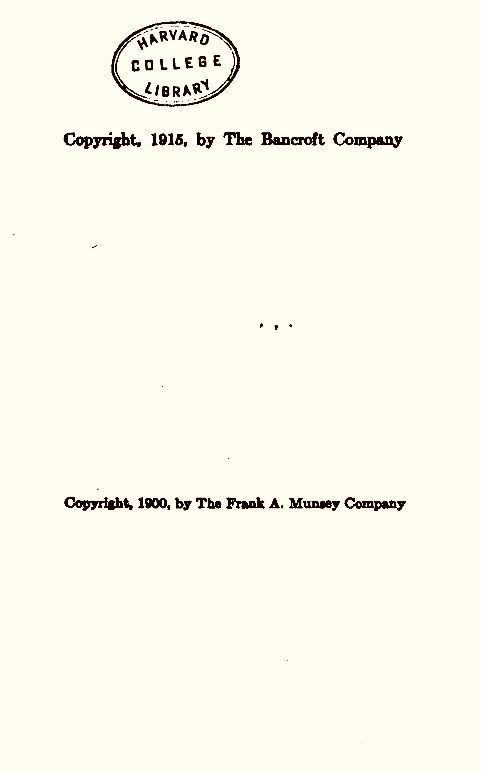 HARVARD
COLLEGE
LIBRARY
Copyright, 1915, by The Bancroft Company
Copyright, 1900, by The Frank A. Munsey Company